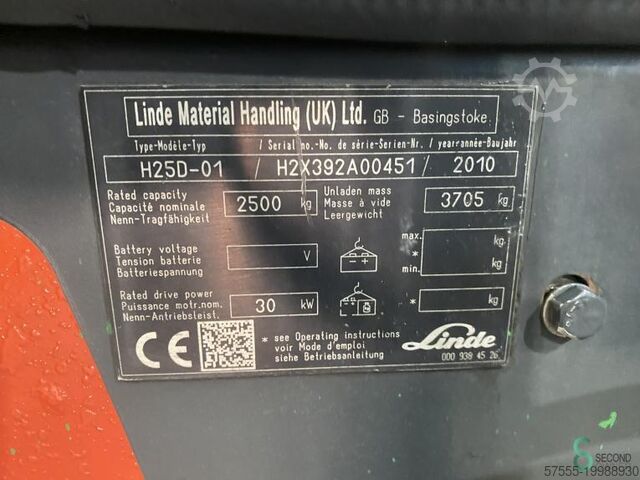 Linde Material Handling (UK) Ltd. GB - Basingstoke
Type-Modèle-Typ / Serial no.-No. de série-Serien-Nr. / year-année-Baujahr
H25D-01 / H2X392A00451 / 2010
Rated capacity
Capacité nominale
Nenn-Tragfähigkeit
2500 kg
Unladen mass
Masse à vide
Leergewicht
3705 kg
Battery voltage
Tension batterie
Batteriespannung
V
- +
max. kg
*
min. kg
Rated drive power
Puissance motr.nom.
Nenn-Antriebsleist.
30 kW
+
* kg
CE
* see Operating instructions
voir Mode d'emploi
siehe Betriebsanleitung
Linde
000 938 45 26
SECOND
57555-19988930